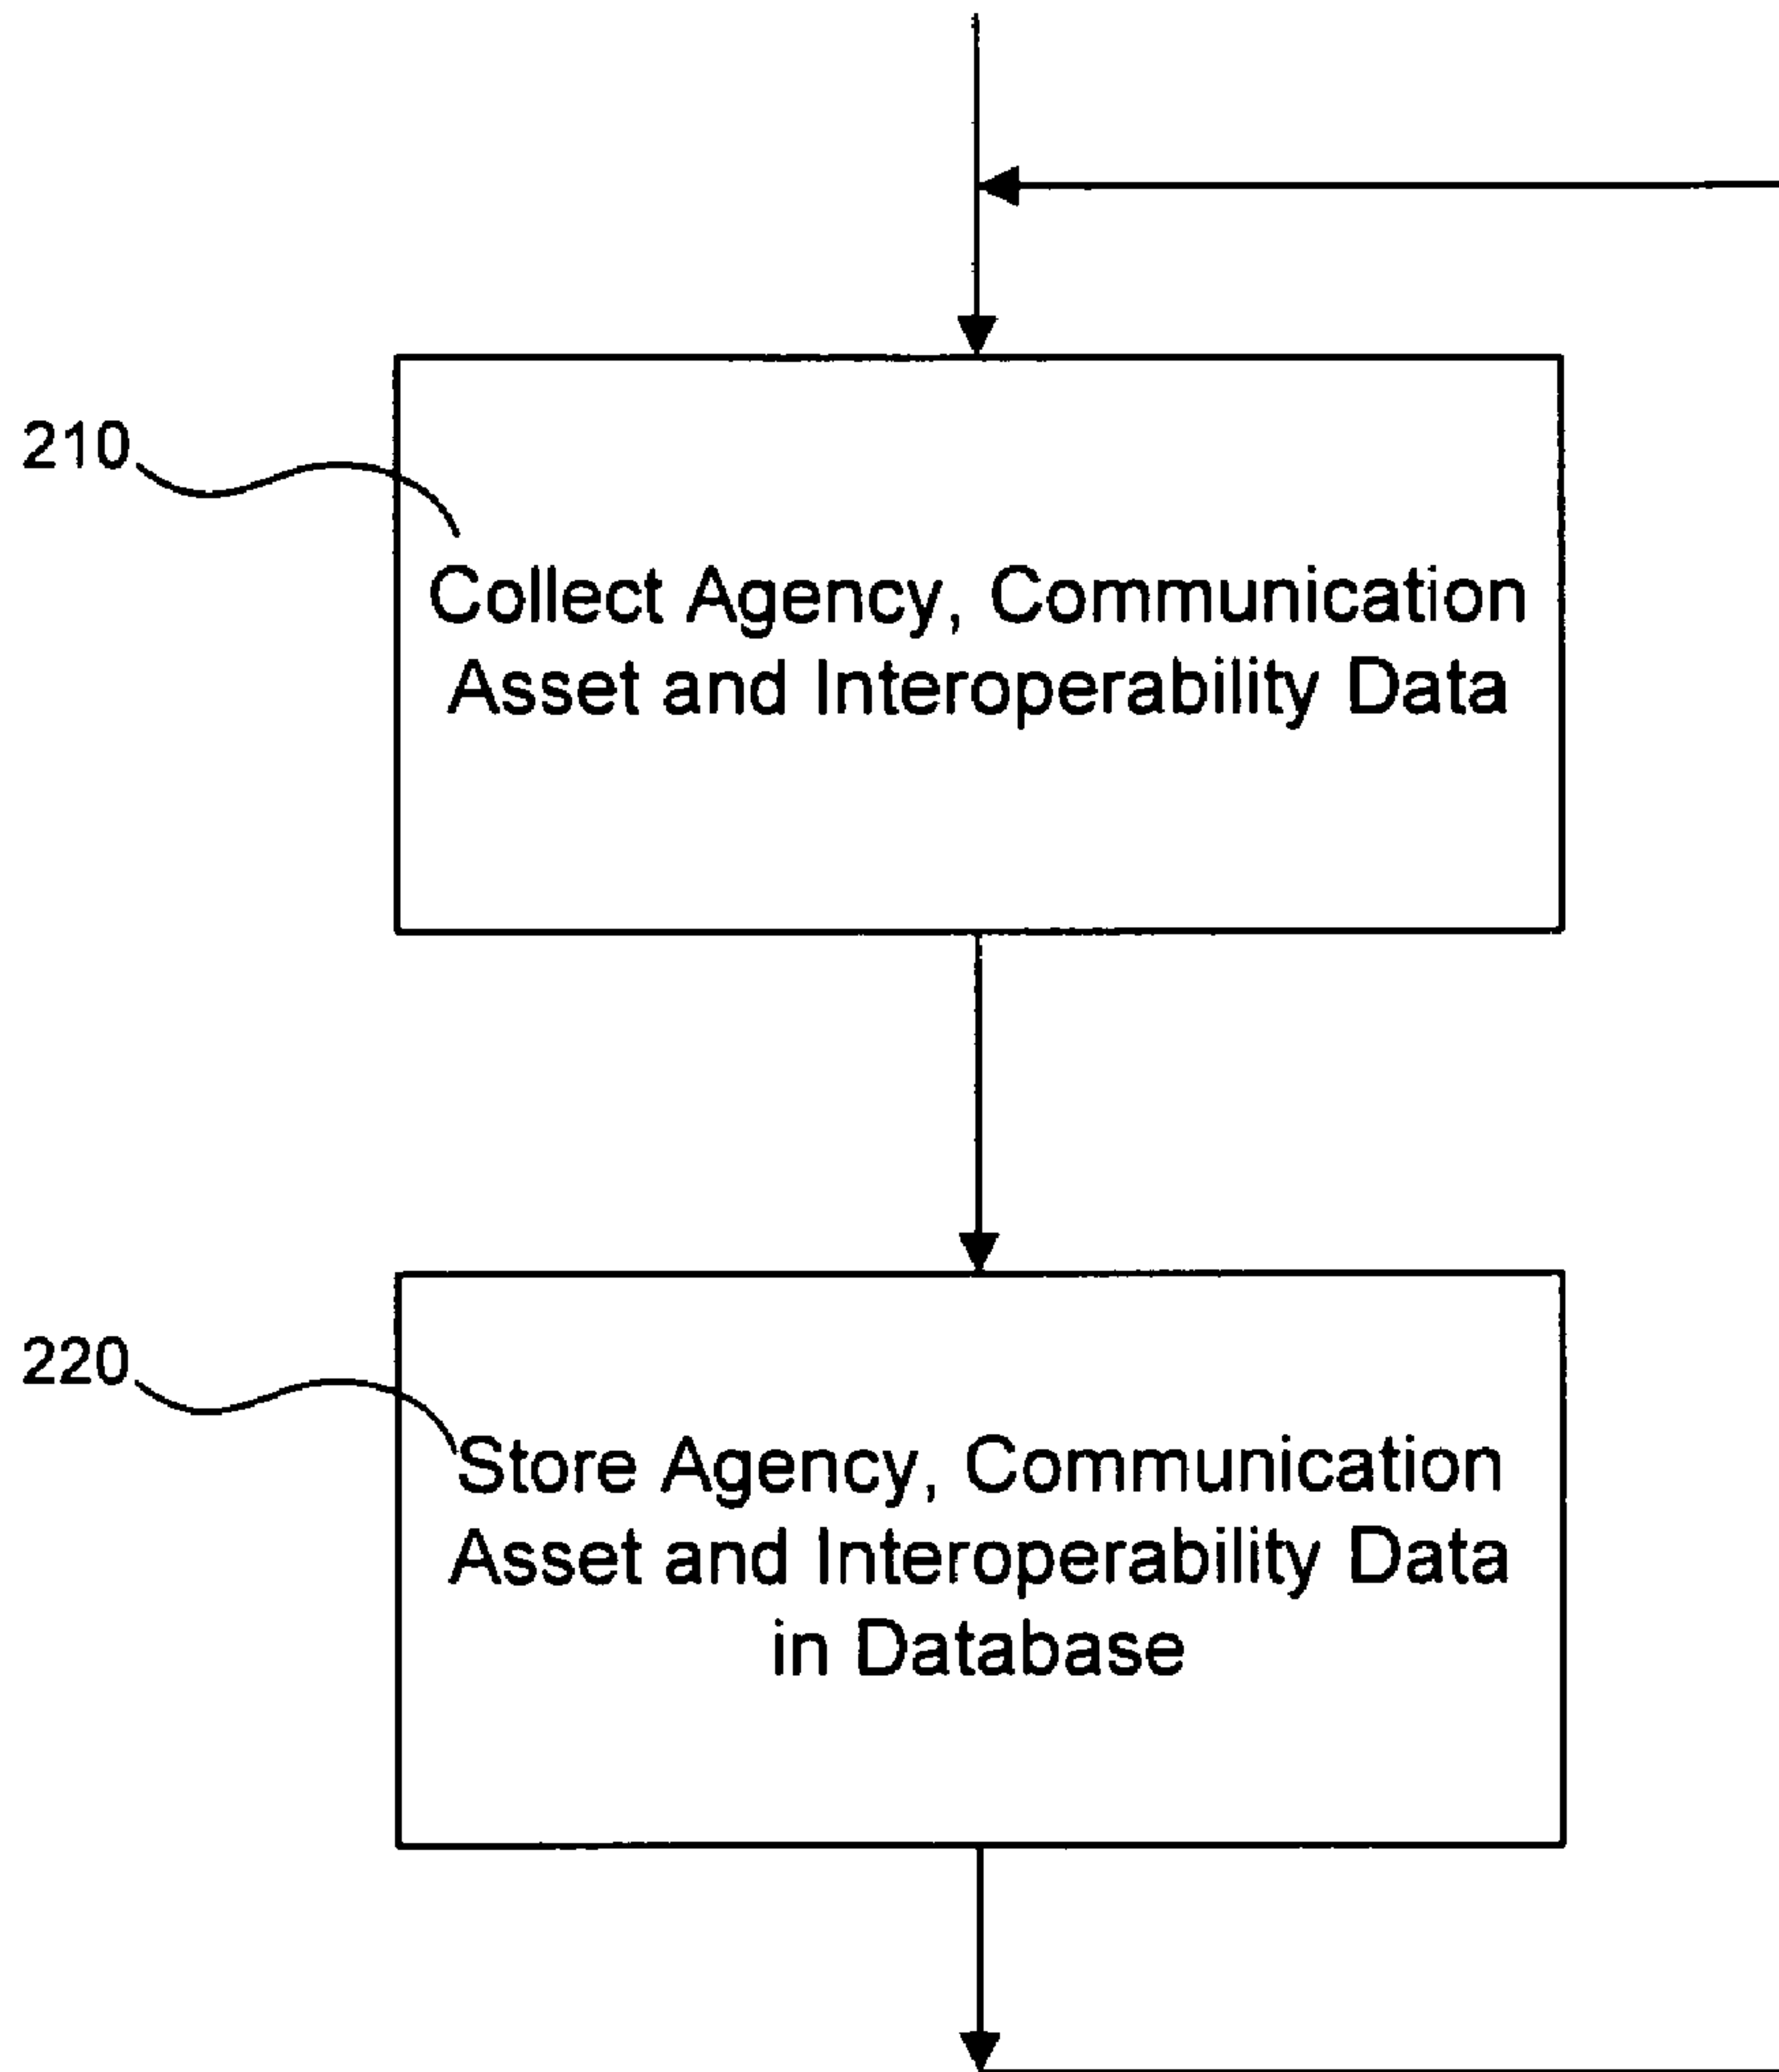 210
Collect Agency, Communication
Asset and Interoperability Data
220
Store Agency, Communication
Asset and Interoperability Data
in Database